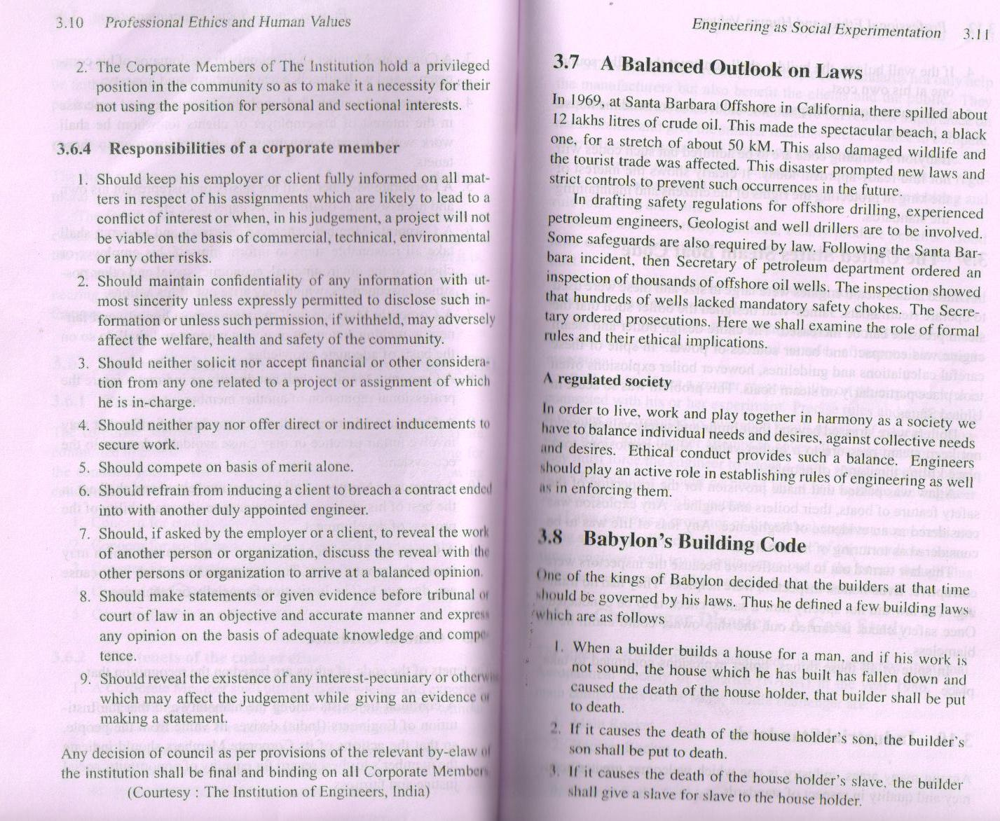 3.10 Professional Ethics and Human Values
2. The Corporate Members of The Institution hold a privileged
position in the community so as to make it a necessity for their
not using the position for personal and sectional interests.
3.6.4 Responsibilities of a corporate member
1. Should keep his employer or client fully informed on all mat-
ters in respect of his assignments which are likely to lead to a
conflict of interest or when, in his judgement, a project will not
be viable on the basis of commercial, technical, environmental
or any other risks.
2. Should maintain confidentiality of any information with ut-
most sincerity unless expressly permitted to disclose such in-
formation or unless such permission, if withheld, may adversely
affect the welfare, health and safety of the community.
3. Should neither solicit nor accept financial or other considera-
tion from any one related to a project or assignment of which
he is in-charge.
4. Should neither pay nor offer direct or indirect inducements to
secure work.
5. Should compete on basis of merit alone.
6. Should refrain from inducing a client to breach a contract ended
into with another duly appointed engineer.
7. Should, if asked by the employer or a client, to reveal the work
of another person or organization, discuss the reveal with the
other persons or organization to arrive at a balanced opinion.
8. Should make statements or given evidence before tribunal or
court of law in an objective and accurate manner and express
any opinion on the basis of adequate knowledge and compe-
tence.
9. Should reveal the existence of any interest-pecuniary or otherwise
which may affect the judgement while giving an evidence or
making a statement.
Any decision of council as per provisions of the relevant by-elaw of
the institution shall be final and binding on all Corporate Members
(Courtesy : The Institution of Engineers, India)
Engineering as Social Experimentation 3.11
3.7 A Balanced Outlook on Laws
In 1969, at Santa Barbara Offshore in California, there spilled about
12 lakhs litres of crude oil. This made the spectacular beach, a black
one, for a stretch of about 50 kM. This also damaged wildlife and
the tourist trade was affected. This disaster prompted new laws and
strict controls to prevent such occurrences in the future.
In drafting safety regulations for offshore drilling, experienced
petroleum engineers, Geologist and well drillers are to be involved.
Some safeguards are also required by law. Following the Santa Bar-
bara incident, then Secretary of petroleum department ordered an
inspection of thousands of offshore oil wells. The inspection showed
that hundreds of wells lacked mandatory safety chokes. The Secre-
tary ordered prosecutions. Here we shall examine the role of formal
rules and their ethical implications.
A regulated society
In order to live, work and play together in harmony as a society we
have to balance individual needs and desires, against collective needs
and desires. Ethical conduct provides such a balance. Engineers
should play an active role in establishing rules of engineering as well
as in enforcing them.
3.8 Babylon's Building Code
One of the kings of Babylon decided that the builders at that time
should be governed by his laws. Thus he defined a few building laws
which are as follows
1. When a builder builds a house for a man, and if his work is
not sound, the house which he has built has fallen down and
caused the death of the house holder, that builder shall be put
to death.
2. If it causes the death of the house holder's son, the builder's
son shall be put to death.
3. If it causes the death of the house holder's slave, the builder
shall give a slave for slave to the house holder.